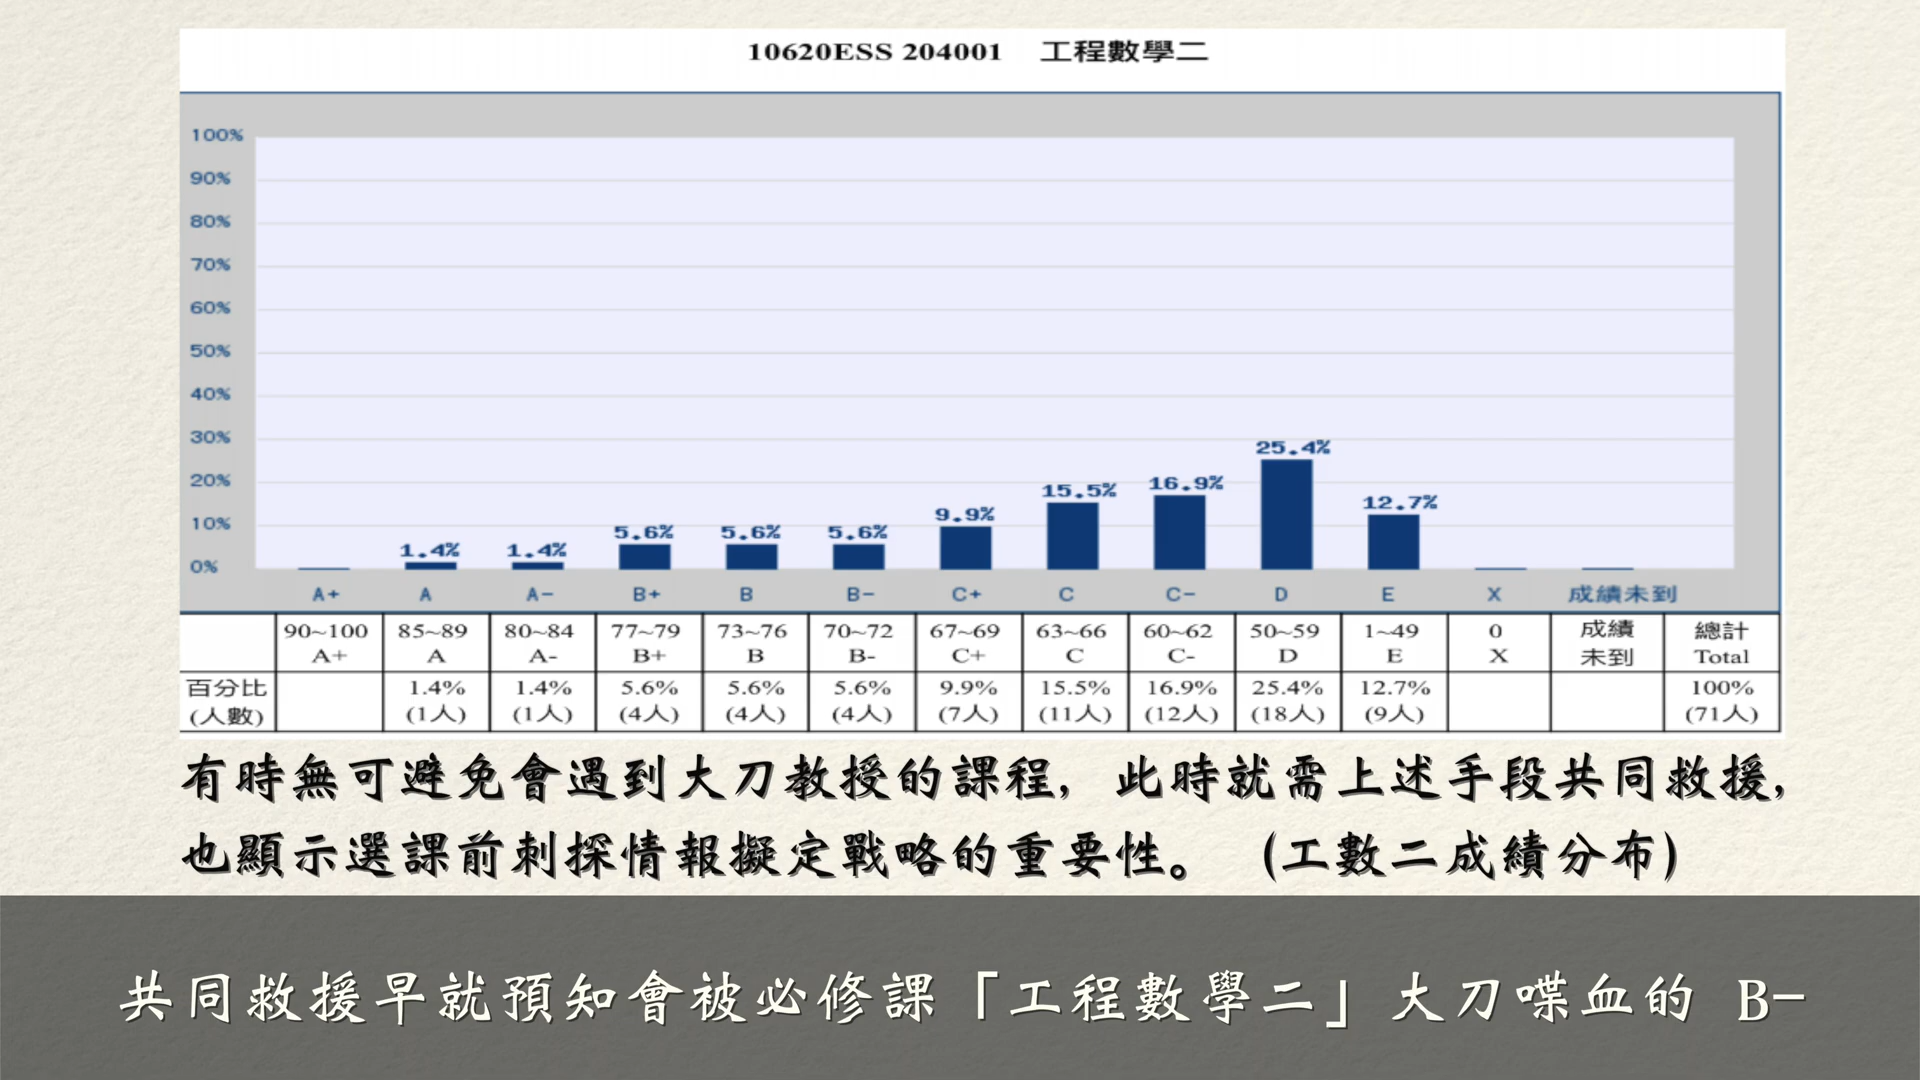 10620ESS 204001 工程數學二
100%
90%
80%
70%
60%
50%
40%
30%
20%
10%
0%
1.4% 1.4% 5.6% 5.6% 5.6% 9.9% 15.5% 16.9% 25.4% 12.7%
A+ A A- B+ B B- C+ C C- D E X 成績未到
90~100 85~89 80~84 77~79 73~76 70~72 67~69 63~66 60~62 50~59 1~49 0 成績 總計
A+ A A- B+ B B- C+ C C- D E X 未到 Total
百分比 1.4% 1.4% 5.6% 5.6% 5.6% 9.9% 15.5% 16.9% 25.4% 12.7% 100%
(人數) (1人) (1人) (4人) (4人) (4人) (7人) (11人) (12人) (18人) (9人) (71人)
有時無可避免會遇到大刀教授的課程，此時就需上述手段共同救援，
也顯示選課前刺探情報擬定戰略的重要性。（工數二成績分布）
共同救援早就預知會被必修課「工程數學二」大刀喋血的 B-